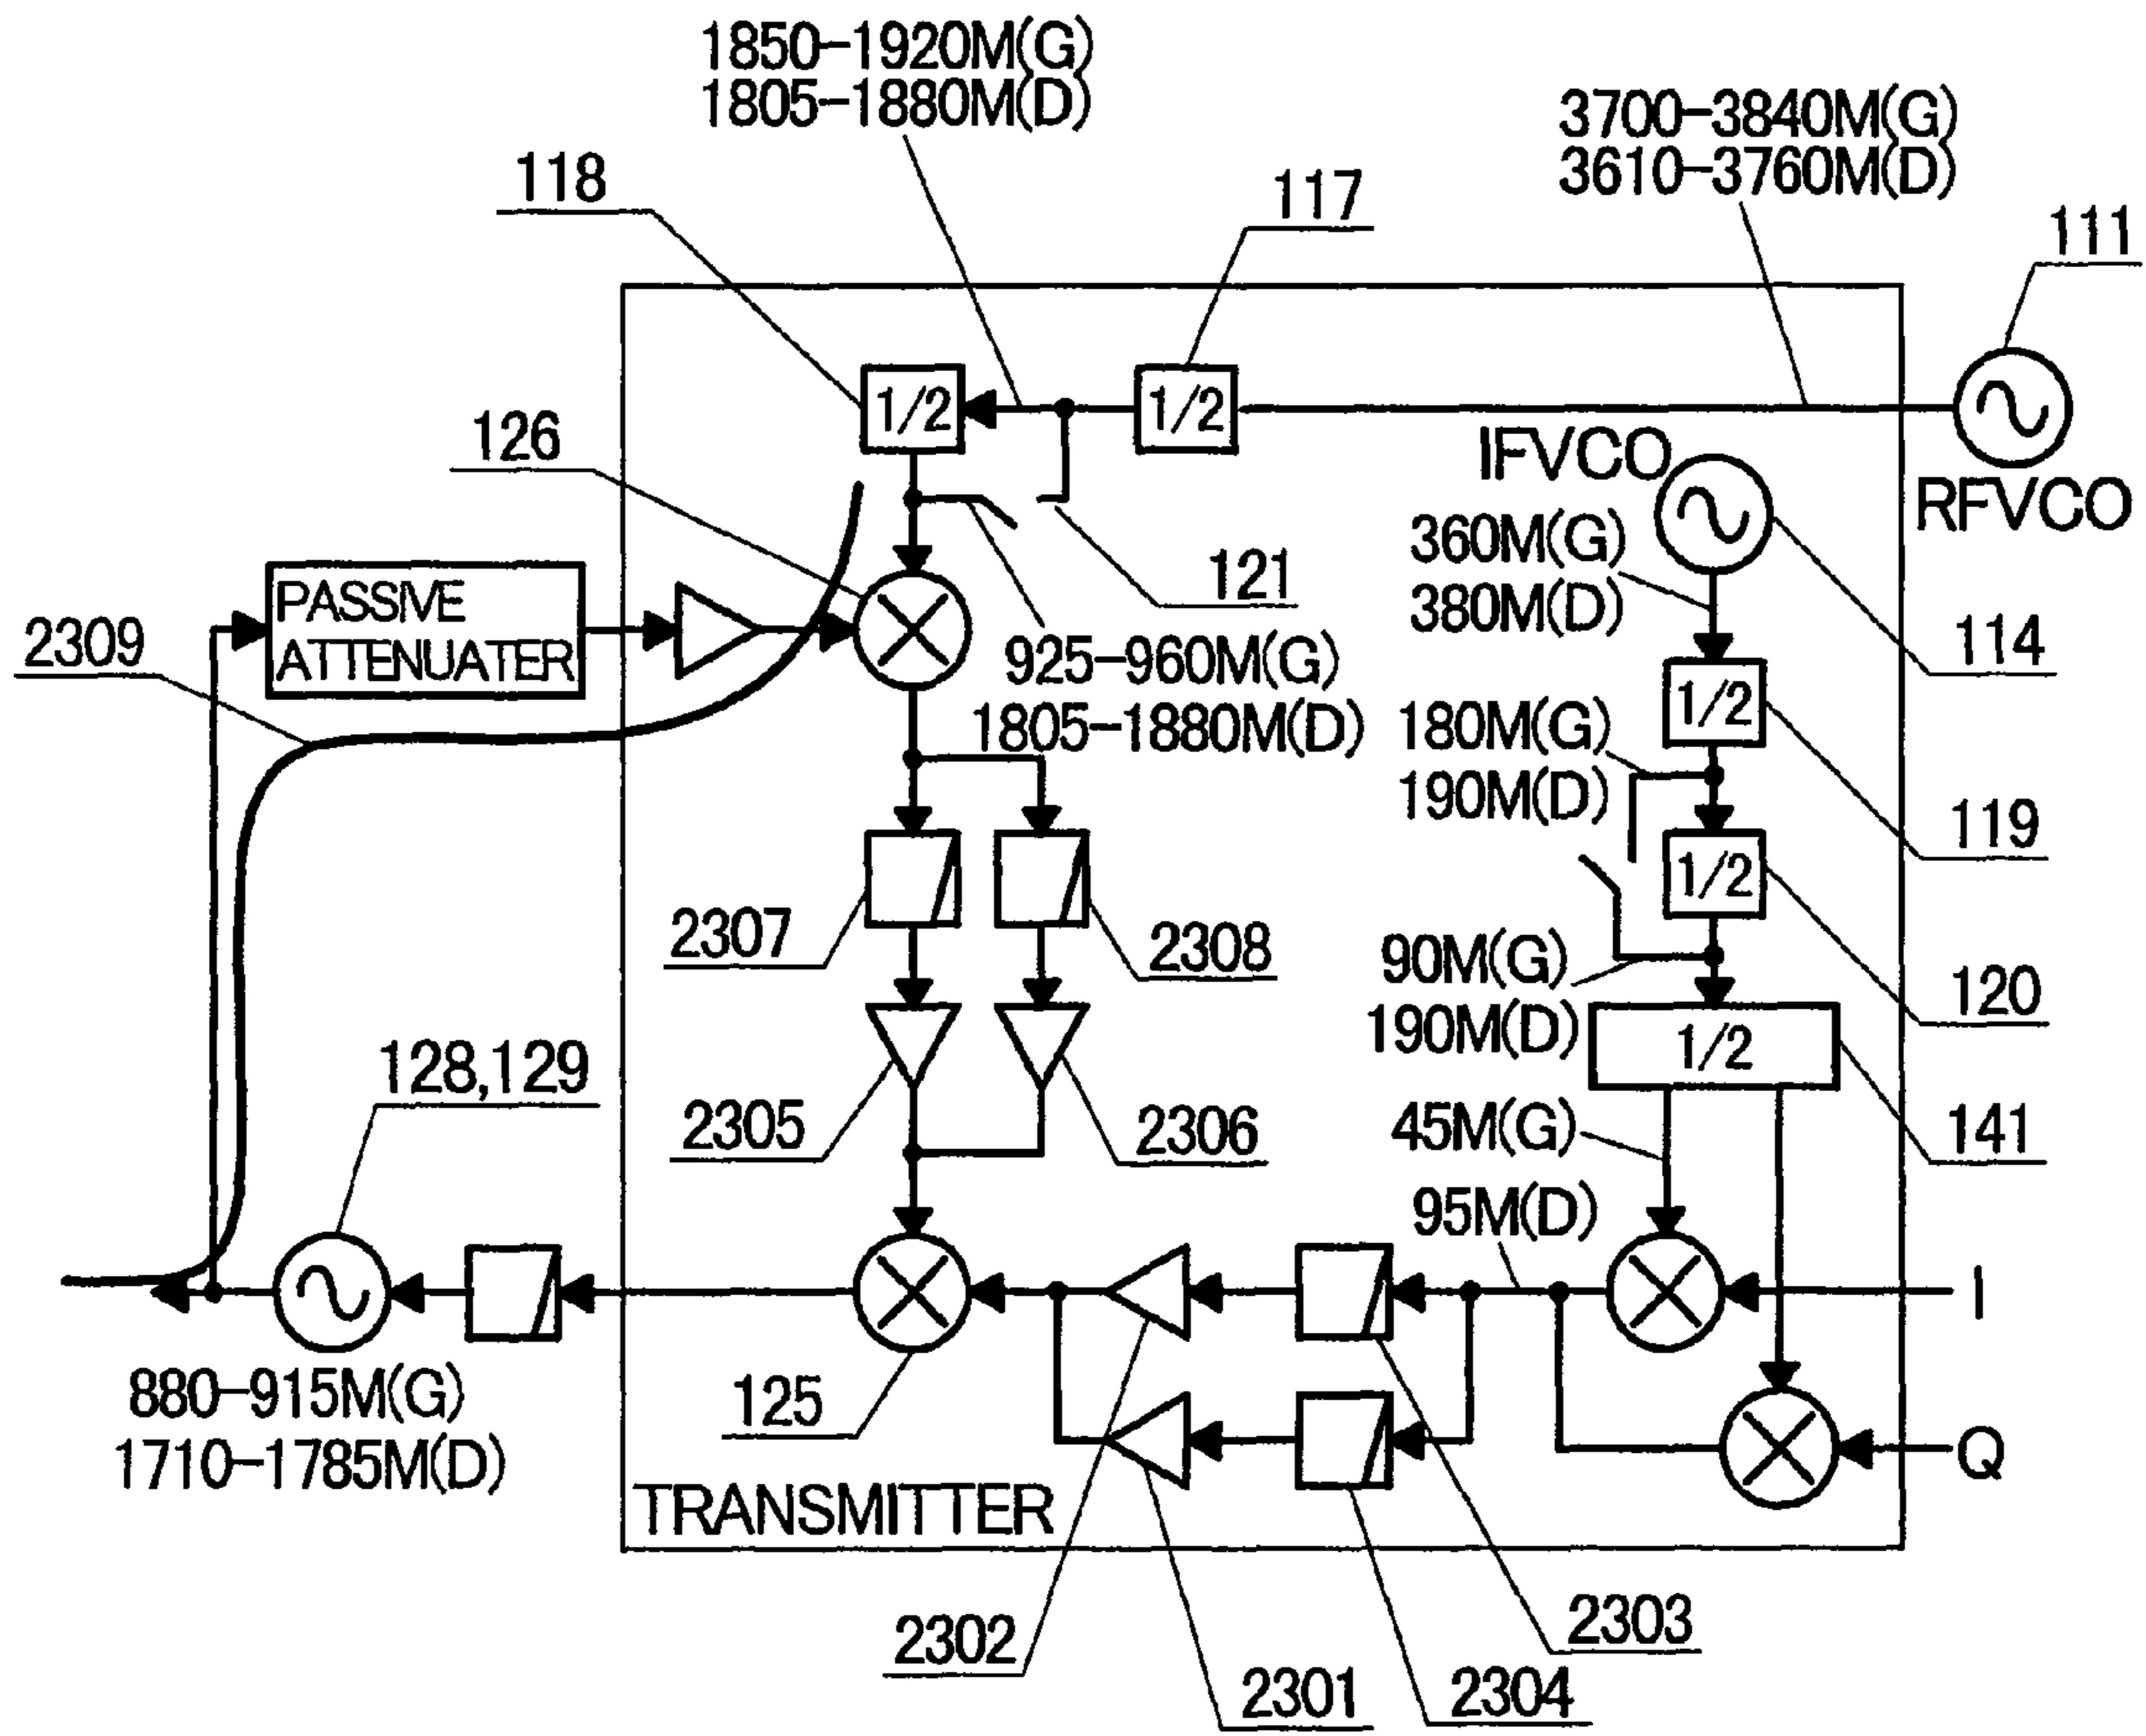 1850-1920M(G)
1805-1880M(D)
3700-3840M(G)
3610-3760M(D)
118
117
111
1/2
1/2
126
IFVCO
RFVCO
360M(G)
380M(D)
121
PASSIVE
ATTENUATER
2309
925-960M(G)
1805-1880M(D)
114
1/2
180M(G)
190M(D)
119
1/2
2307
2308
90M(G)
190M(D)
120
1/2
128,129
2305
2306
45M(G)
141
95M(D)
I
880-915M(G)
1710-1785M(D)
125
Q
TRANSMITTER
2302
2303
2301
2304